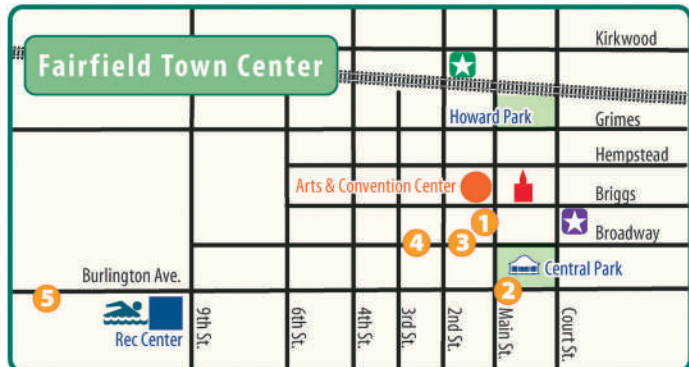 Kirkwood
Fairfield Town Center
Howard Park
Grimes
Hempstead
Arts & Convention Center
Briggs
1
4
3
Broadway
Burlington Ave.
Central Park
5
2
Rec Center
9th St.
6th St.
4th St.
3rd St.
2nd St.
Main St.
Court St.